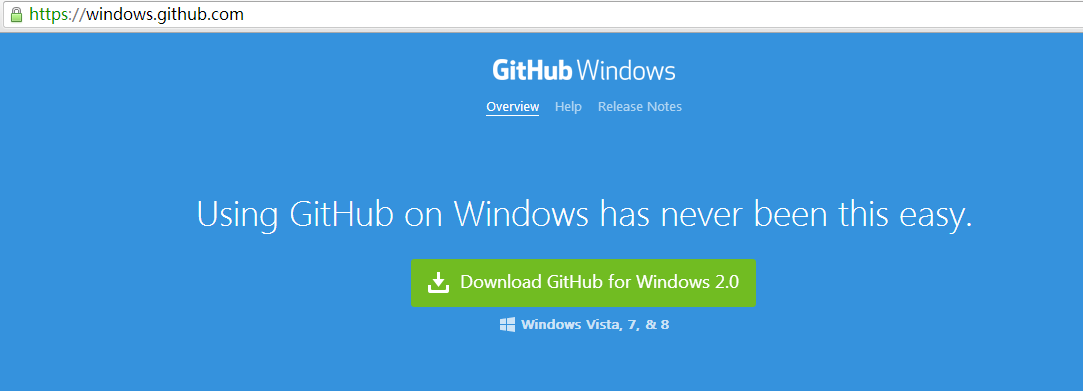 https://windows.github.com
GitHub Windows
Overview Help Release Notes
Using GitHub on Windows has never been this easy.
Download GitHub for Windows 2.0
Windows Vista, 7, & 8